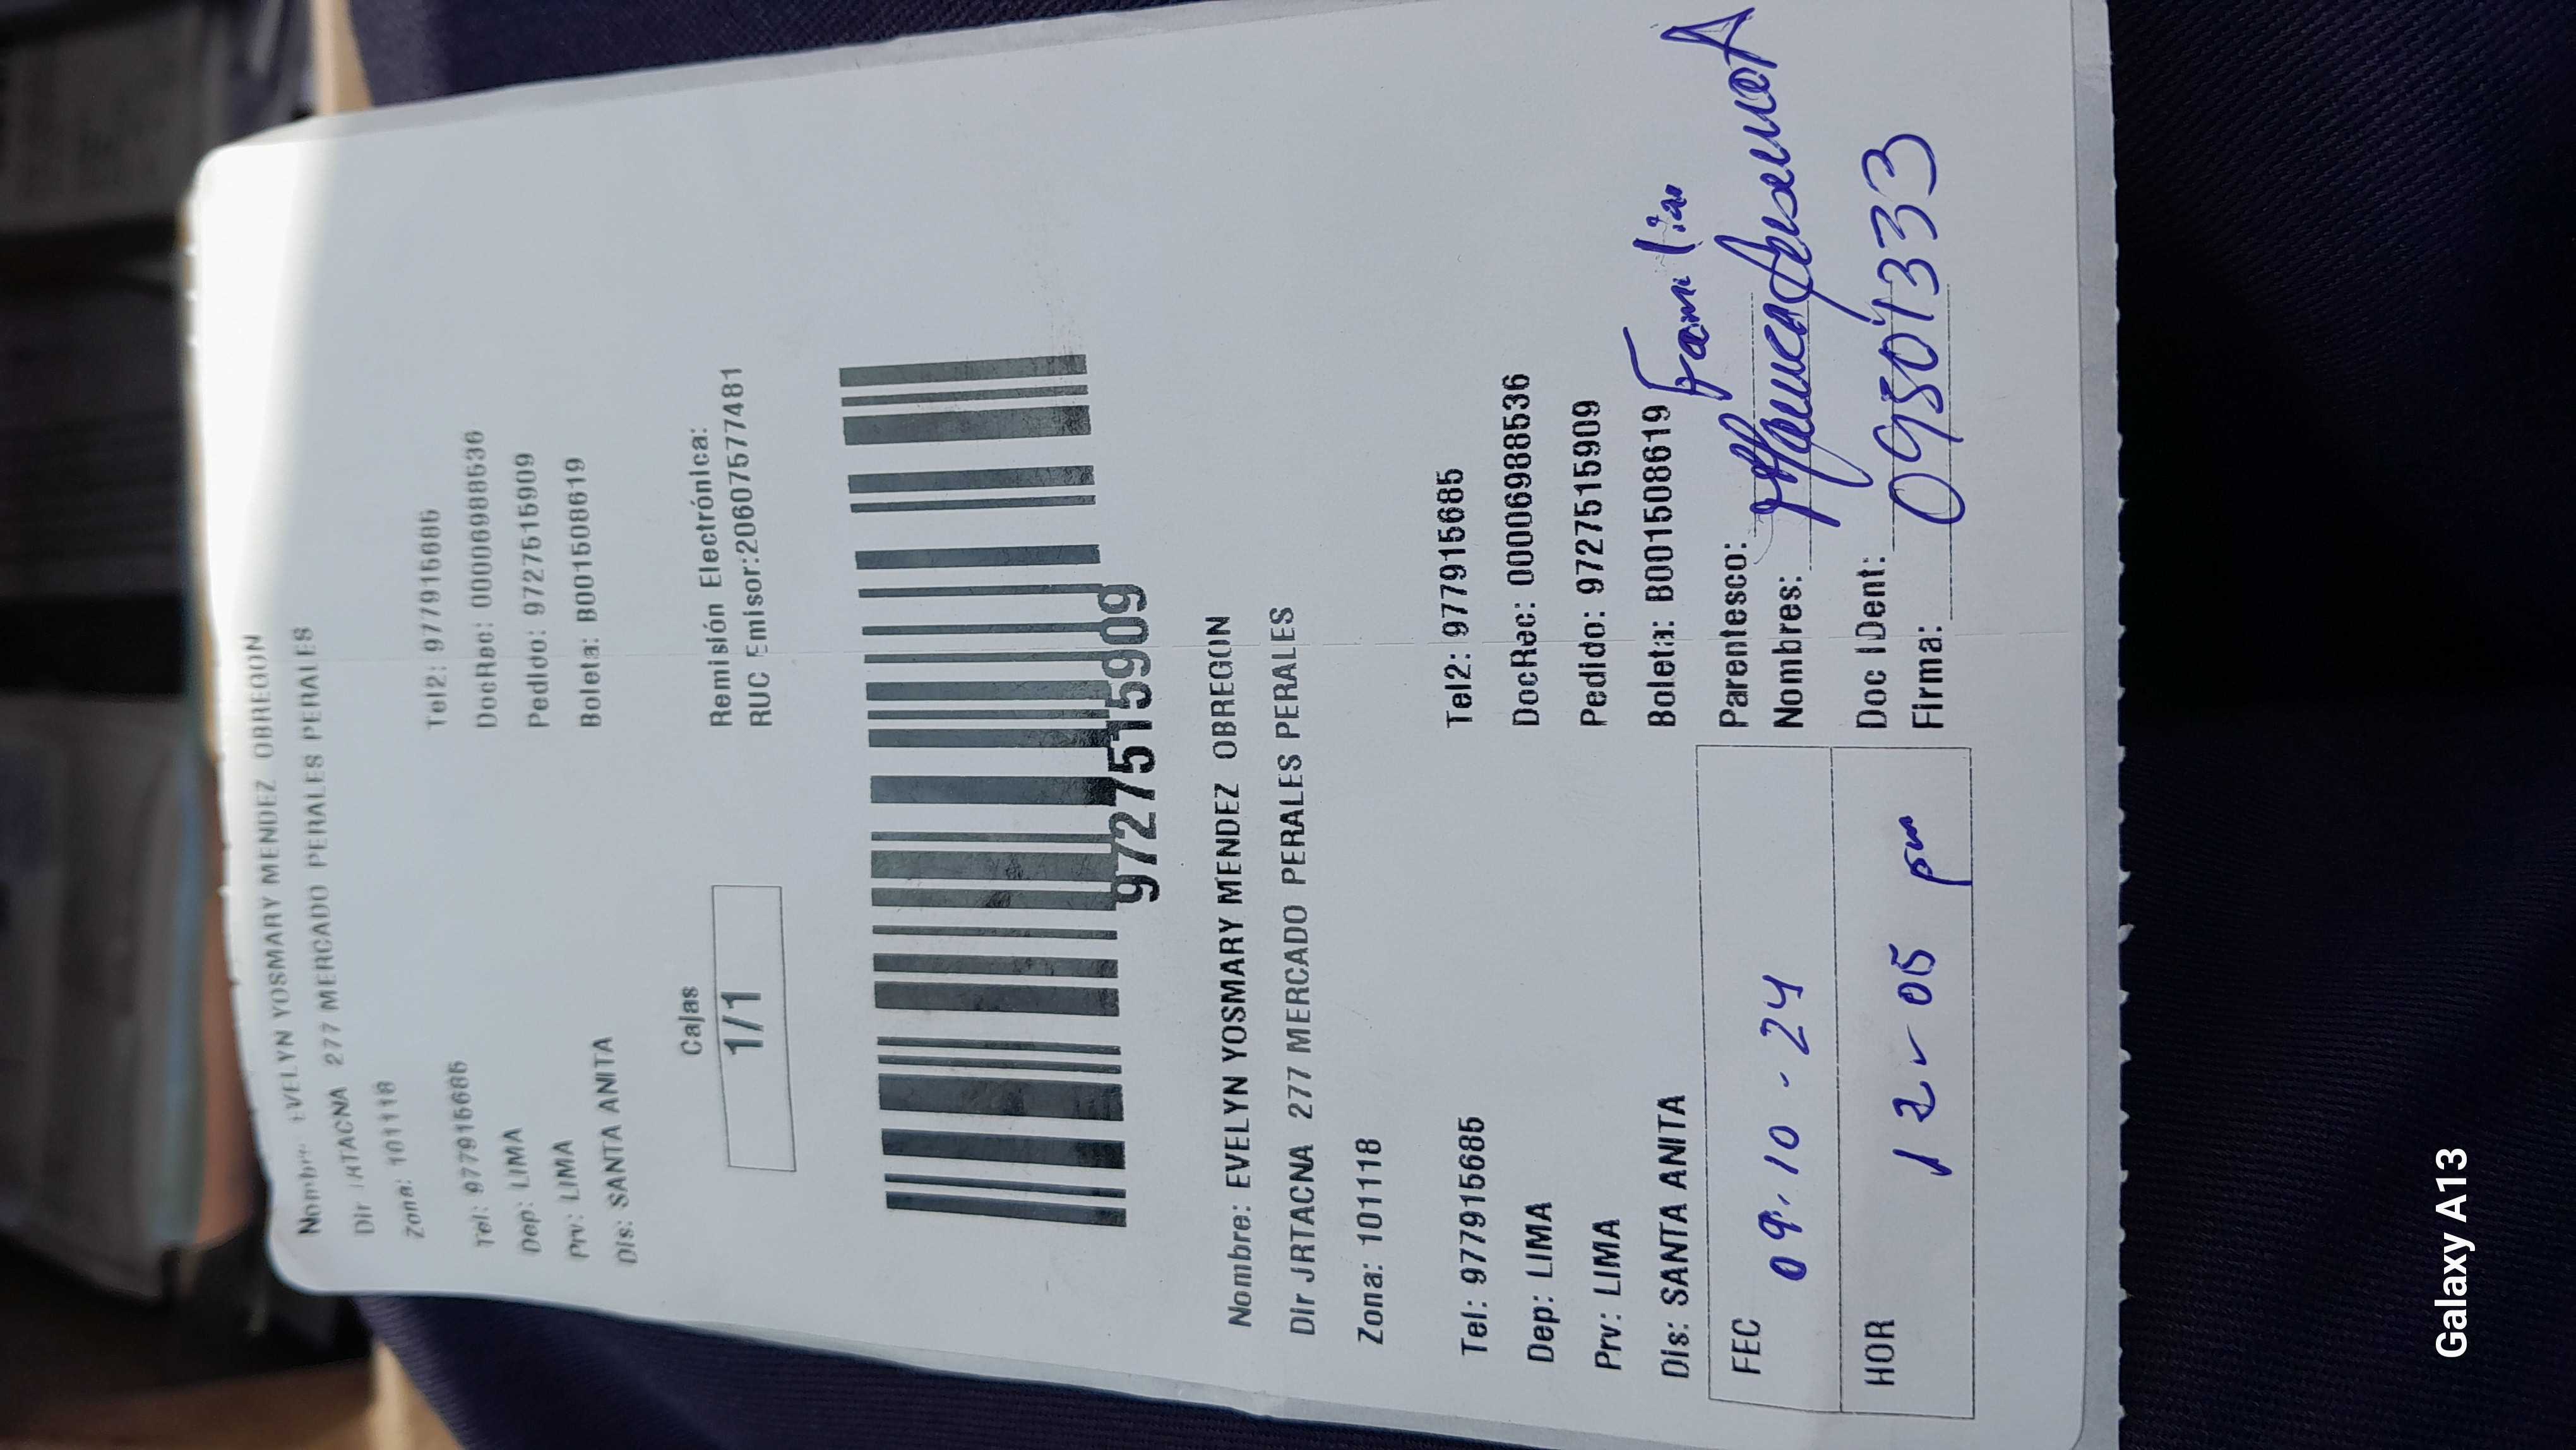 Nombre: EVELYN YOSMARY MENDEZ OBREGON
Dir JRTACNA 277 MERCADO PERALES PERALES
Zona: 101118
Tel: 977915685 Tel2: 977915685
Dep: LIMA DocRec: 00006988536
Prv: LIMA Pedido: 9727515909
Dis: SANTA ANITA Boleta: B001508619
Cajas
1/1
Remisión Electrónica:
RUC Emisor:20607577481
9727515909
Nombre: EVELYN YOSMARY MENDEZ OBREGON
Dir JRTACNA 277 MERCADO PERALES PERALES
Zona: 101118
Tel: 977915685 Tel2: 977915685
Dep: LIMA DocRec: 00006988536
Prv: LIMA Pedido: 9727515909
Dis: SANTA ANITA Boleta: B001508619
FEC 09.10-24
HOR 12:05 pm
Parentesco: Familiar
Nombres:
Doc IDent: 09501333
Firma:
Galaxy A13